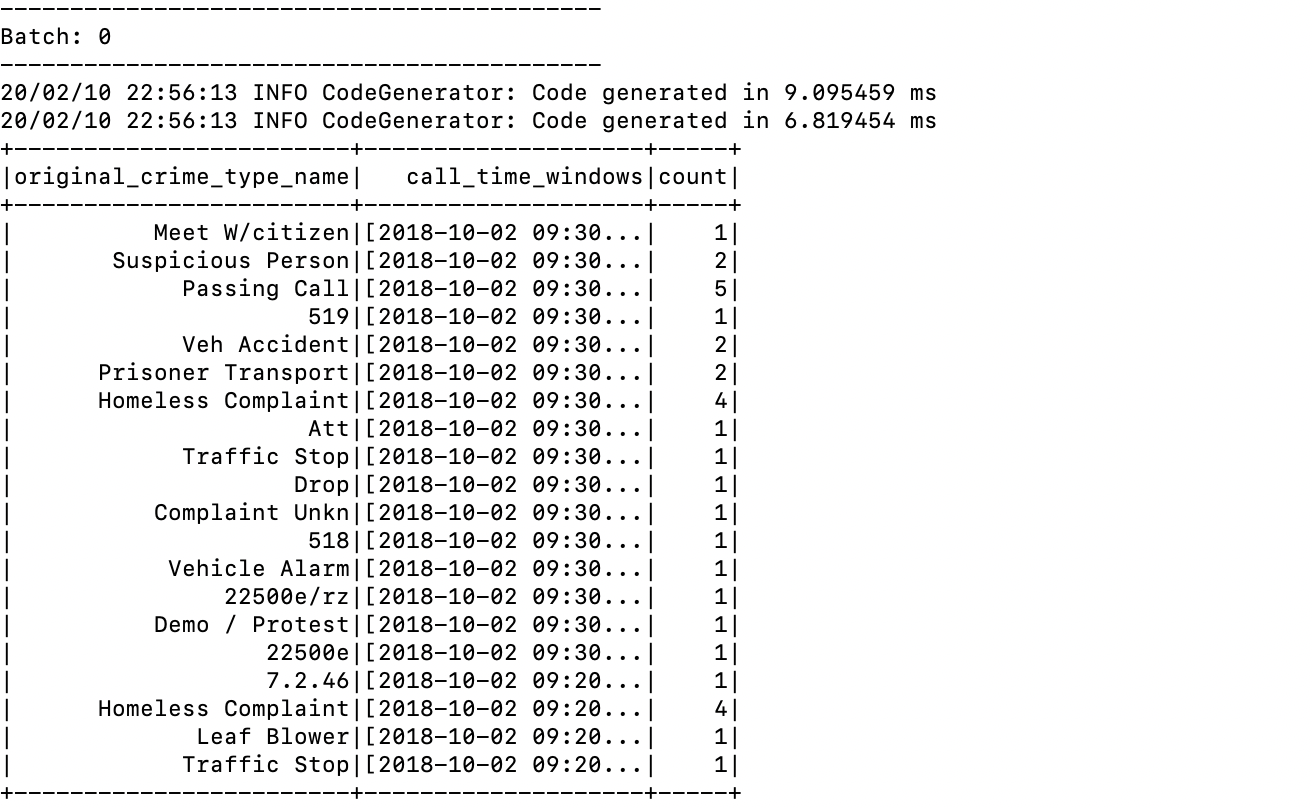 -------------------------------------------
Batch: 0
-------------------------------------------
20/02/10 22:56:13 INFO CodeGenerator: Code generated in 9.095459 ms
20/02/10 22:56:13 INFO CodeGenerator: Code generated in 6.819454 ms
+------------------------+--------------------+-----+
|original_crime_type_name|   call_time_windows|count|
+------------------------+--------------------+-----+
|          Meet W/citizen|[2018-10-02 09:30...|    1|
|       Suspicious Person|[2018-10-02 09:30...|    2|
|            Passing Call|[2018-10-02 09:30...|    5|
|                     519|[2018-10-02 09:30...|    1|
|            Veh Accident|[2018-10-02 09:30...|    2|
|      Prisoner Transport|[2018-10-02 09:30...|    2|
|      Homeless Complaint|[2018-10-02 09:30...|    4|
|                     Att|[2018-10-02 09:30...|    1|
|            Traffic Stop|[2018-10-02 09:30...|    1|
|                    Drop|[2018-10-02 09:30...|    1|
|          Complaint Unkn|[2018-10-02 09:30...|    1|
|                     518|[2018-10-02 09:30...|    1|
|           Vehicle Alarm|[2018-10-02 09:30...|    1|
|               22500e/rz|[2018-10-02 09:30...|    1|
|          Demo / Protest|[2018-10-02 09:30...|    1|
|                  22500e|[2018-10-02 09:30...|    1|
|                  7.2.46|[2018-10-02 09:20...|    1|
|      Homeless Complaint|[2018-10-02 09:20...|    4|
|             Leaf Blower|[2018-10-02 09:20...|    1|
|            Traffic Stop|[2018-10-02 09:20...|    1|
+------------------------+--------------------+-----+